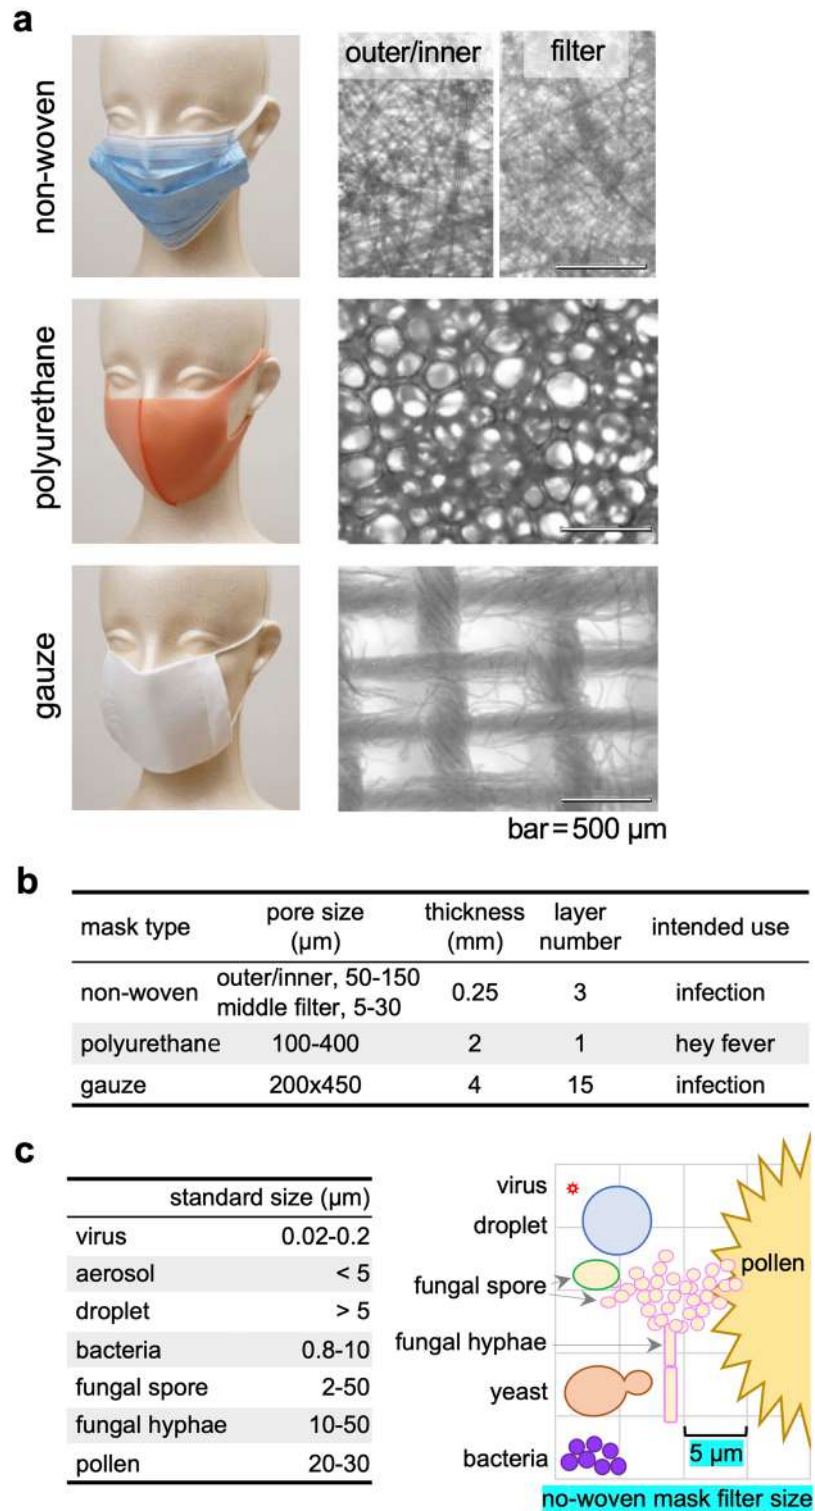 a
non-woven
outer/inner
filter
polyurethane
gauze
bar = 500 µm
b
mask type
pore size
(µm)
thickness
(mm)
layer
number
intended use
non-woven
outer/inner, 50-150
middle filter, 5-30
0.25
3
infection
polyurethane
100-400
2
1
hey fever
gauze
200x450
4
15
infection
c
standard size (µm)
virus
0.02-0.2
aerosol
< 5
droplet
> 5
bacteria
0.8-10
fungal spore
2-50
fungal hyphae
10-50
pollen
20-30
virus
droplet
pollen
fungal spore
fungal hyphae
yeast
bacteria
5 µm
no-woven mask filter size